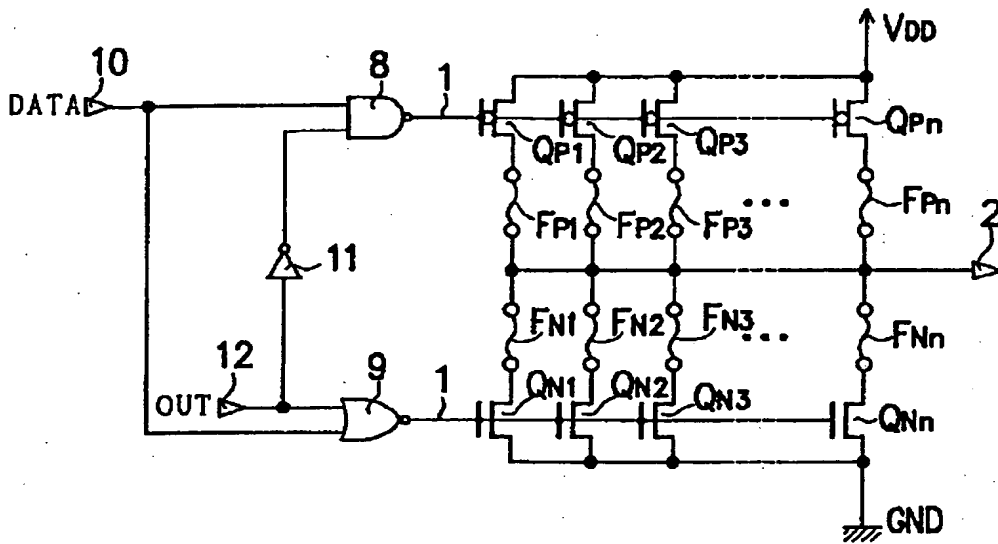 VDD
10
8
1
DATA
QP1
QP2
QP3
QPn
FP1
FP2
FP3
...
FPn
2
11
FN1
FN2
FN3
...
FNn
12
9
1
OUT
QN1
QN2
QN3
QNn
GND